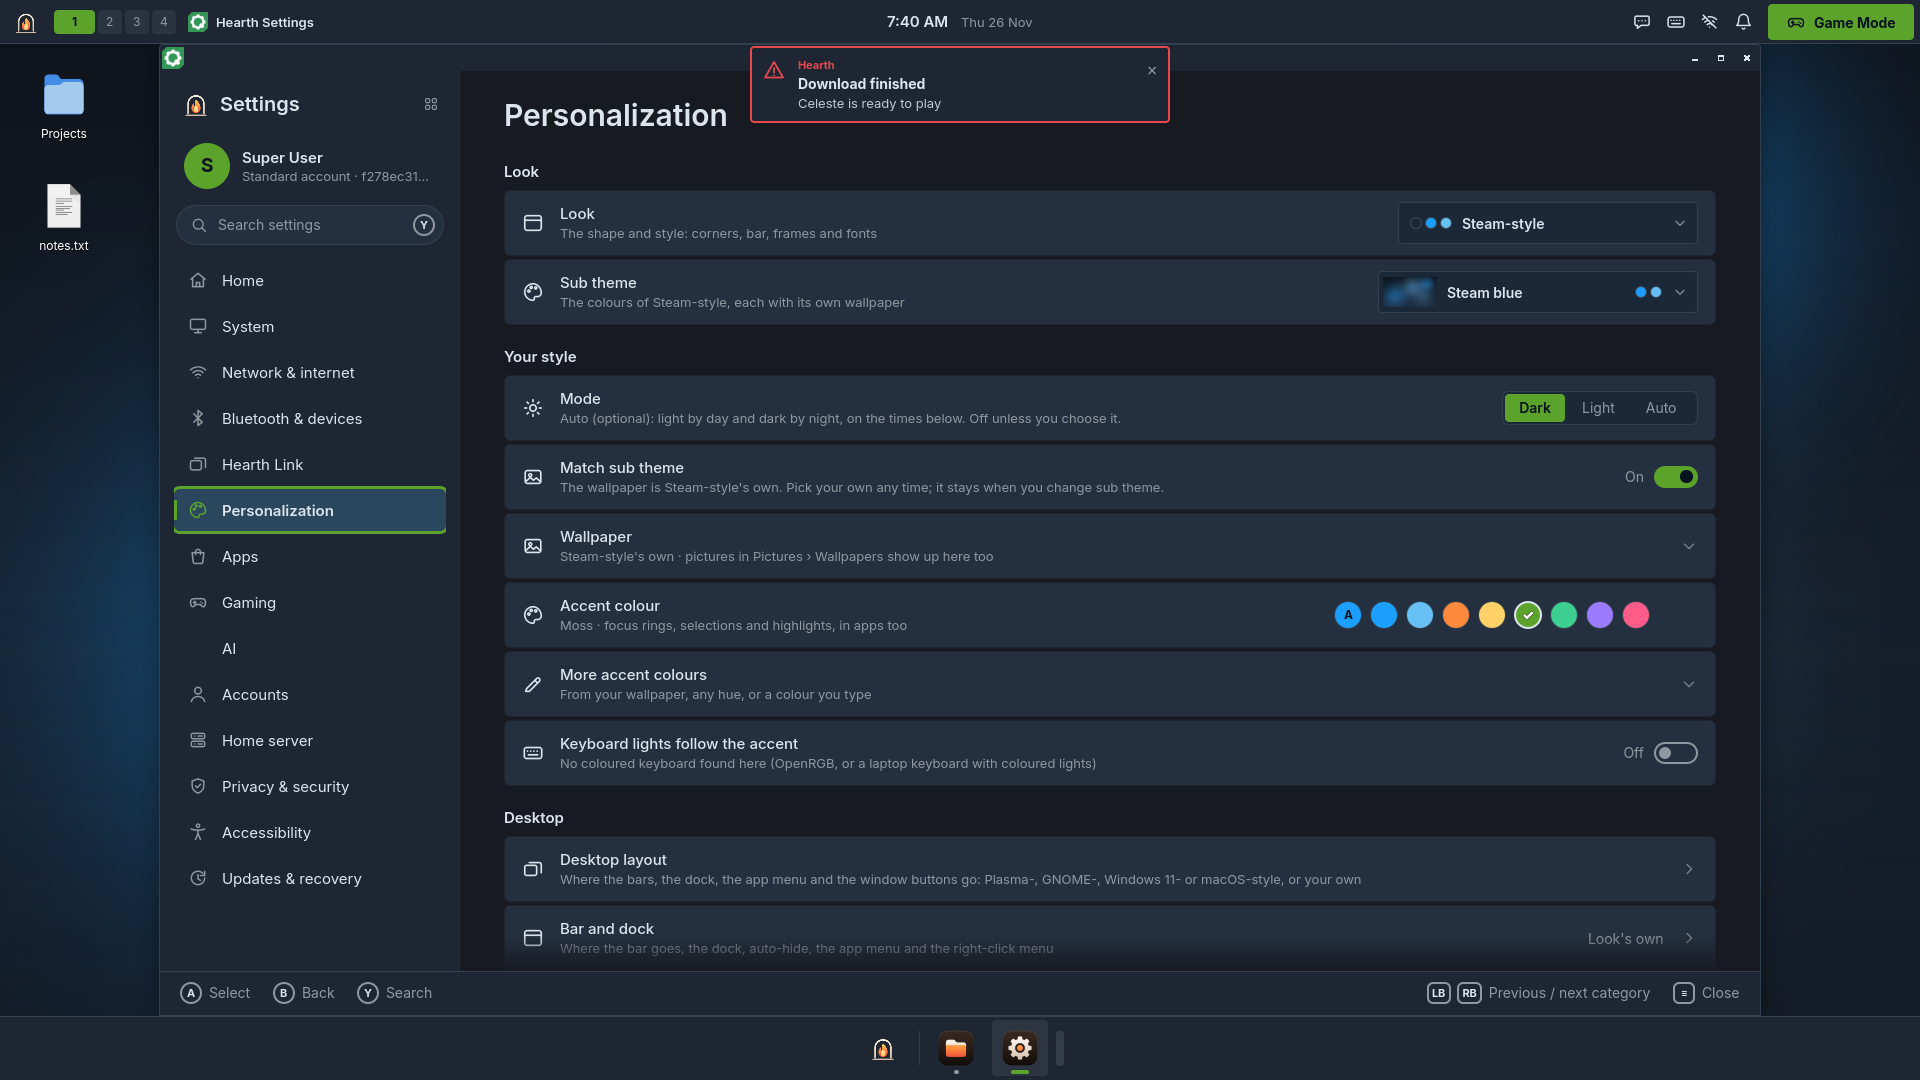 1 2 3 4 Hearth Settings
7:40 AM Thu 26 Nov
Game Mode
Projects
notes.txt
Hearth
Download finished
Celeste is ready to play
Settings
S
Super User
Standard account · f278ec31...
Search settings Y
Home
System
Network & internet
Bluetooth & devices
Hearth Link
Personalization
Apps
Gaming
AI
Accounts
Home server
Privacy & security
Accessibility
Updates & recovery
Personalization
Look
Look
The shape and style: corners, bar, frames and fonts
Steam-style
Sub theme
The colours of Steam-style, each with its own wallpaper
Steam blue
Your style
Mode
Auto (optional): light by day and dark by night, on the times below. Off unless you choose it.
Dark Light Auto
Match sub theme
The wallpaper is Steam-style's own. Pick your own any time; it stays when you change sub theme.
On
Wallpaper
Steam-style's own · pictures in Pictures › Wallpapers show up here too
Accent colour
Moss · focus rings, selections and highlights, in apps too
A
More accent colours
From your wallpaper, any hue, or a colour you type
Keyboard lights follow the accent
No coloured keyboard found here (OpenRGB, or a laptop keyboard with coloured lights)
Off
Desktop
Desktop layout
Where the bars, the dock, the app menu and the window buttons go: Plasma-, GNOME-, Windows 11- or macOS-style, or your own
Bar and dock
Where the bar goes, the dock, auto-hide, the app menu and the right-click menu
Look's own
A Select B Back Y Search
LB RB Previous / next category Close